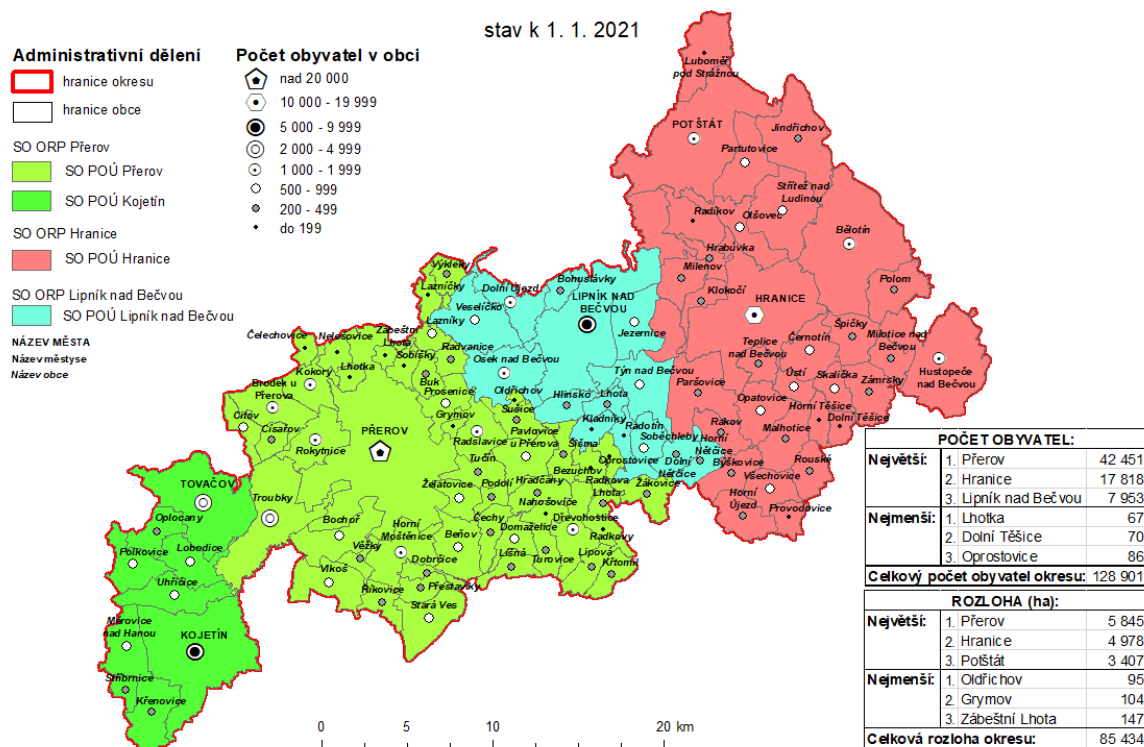 stav k 1. 1. 2021
Administrativní dělení
hranice okresu
hranice obce
SO ORP Přerov
SO POÚ Přerov
SO POÚ Kojetín
SO ORP Hranice
SO POÚ Hranice
SO ORP Lipník nad Bečvou
SO POÚ Lipník nad Bečvou
NÁZEV MĚSTA
Název městyse
Název obce
Počet obyvatel v obci
nad 20 000
10 000 - 19 999
5 000 - 9 999
2 000 - 4 999
1 000 - 1 999
500 - 999
200 - 499
do 199
Luboměř
pod Strážnou
POTŠTÁT
Jindřichov
Partutovice
Střítež nad
Ludinou
Radíkov
Olšovec
Bělotín
Hrabůvka
Milenov
Klokočí
Polom
HRANICE
Špičky
Černotín
Milotice nad
Bečvou
Hustopeče
nad Bečvou
Teplice
nad Bečvou
Ústí
Skalička
Zámrsky
Paršovice
Opatovice
Horní Těšice
Dolní Těšice
Rakov
Malhotice
Býškovice
Rouské
Všechovice
Horní
Újezd
Provodovice
Výkleky
Lazníčky
Dolní Újezd
Bohuslávky
Veselíčko
LIPNÍK NAD
BEČVOU
Jezernice
Lazníky
Osek nad Bečvou
Týn nad Bečvou
Hlinsko
Lhota
Kladníky
Radotín
Soběchleby
Horní
Nětčice
Dolní
Nětčice
Oprostovice
Čelechovice
Nelešovice
Zábeštní
Lhota
Sobíšky
Radvanice
Lhotka
Kokory
Buk
Prosenice
Oldřichov
Sušice
Grymov
Brodek u
Přerova
Citov
Císařov
Rokytnice
PŘEROV
Radslavice
Pavlovice
u Přerova
Šišma
Tučín
Bezuchov
Radkova
Lhota
Žákovice
Želatovice
Podolí
Hradčany
Nahošovice
Troubky
Bochoř
Horní
Moštěnice
Beňov
Čechy
Domaželice
Dřevohostice
Radkovy
Věžky
Dobrčice
Líšná
Turovice
Lipová
Křtomil
Vlkoš
Říkovice
Přestavlky
Stará Ves
TOVAČOV
Oplocany
Polkovice
Lobodice
Uhřičice
Měrovice
nad Hanou
KOJETÍN
Stříbrnice
Křenovice
0 5 10 20 km
POČET OBYVATEL:
Největší: 1. Přerov 42 451
2. Hranice 17 818
3. Lipník nad Bečvou 7 953
Nejmenší: 1. Lhotka 67
2. Dolní Těšice 70
3. Oprostovice 86
Celkový počet obyvatel okresu: 128 901
ROZLOHA (ha):
Největší: 1. Přerov 5 845
2. Hranice 4 978
3. Potštát 3 407
Nejmenší: 1. Oldřichov 95
2. Grymov 104
3. Zábeštní Lhota 147
Celková rozloha okresu: 85 434